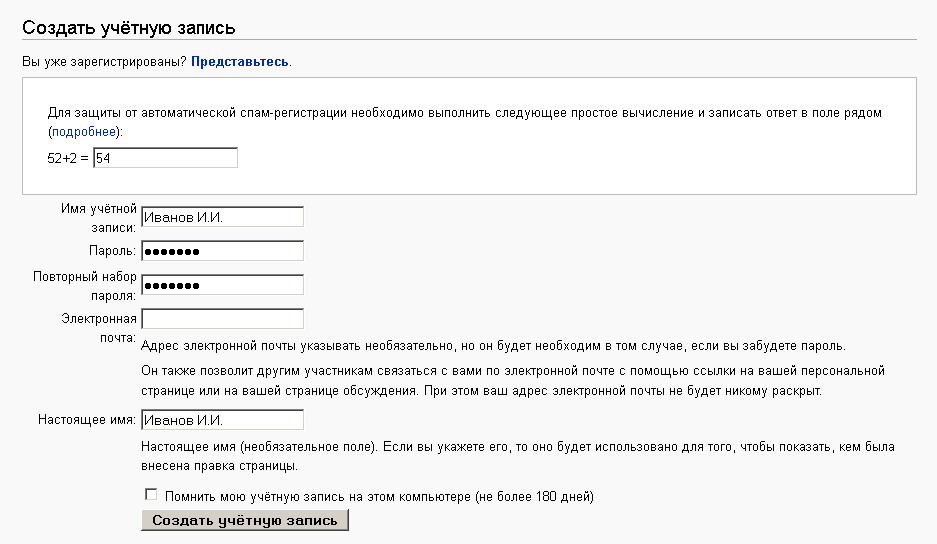 Создать учётную запись
Вы уже зарегистрированы? Представьтесь.
Для защиты от автоматической спам-регистрации необходимо выполнить следующее простое вычисление и записать ответ в поле рядом
(подробнее):
52+2 = 54
Имя учётной
записи:
Иванов И.И.
Пароль:
●●●●●●●
Повторный набор
пароля:
●●●●●●●
Электронная
почта:
Адрес электронной почты указывать необязательно, но он будет необходим в том случае, если вы забудете пароль.
Он также позволит другим участникам связаться с вами по электронной почте с помощью ссылки на вашей персональной
странице или на вашей странице обсуждения. При этом ваш адрес электронной почты не будет никому раскрыт.
Настоящее имя: Иванов И.И.
Настоящее имя (необязательное поле). Если вы укажете его, то оно будет использовано для того, чтобы показать, кем была
внесена правка страницы.
Помнить мою учётную запись на этом компьютере (не более 180 дней)
Создать учётную запись